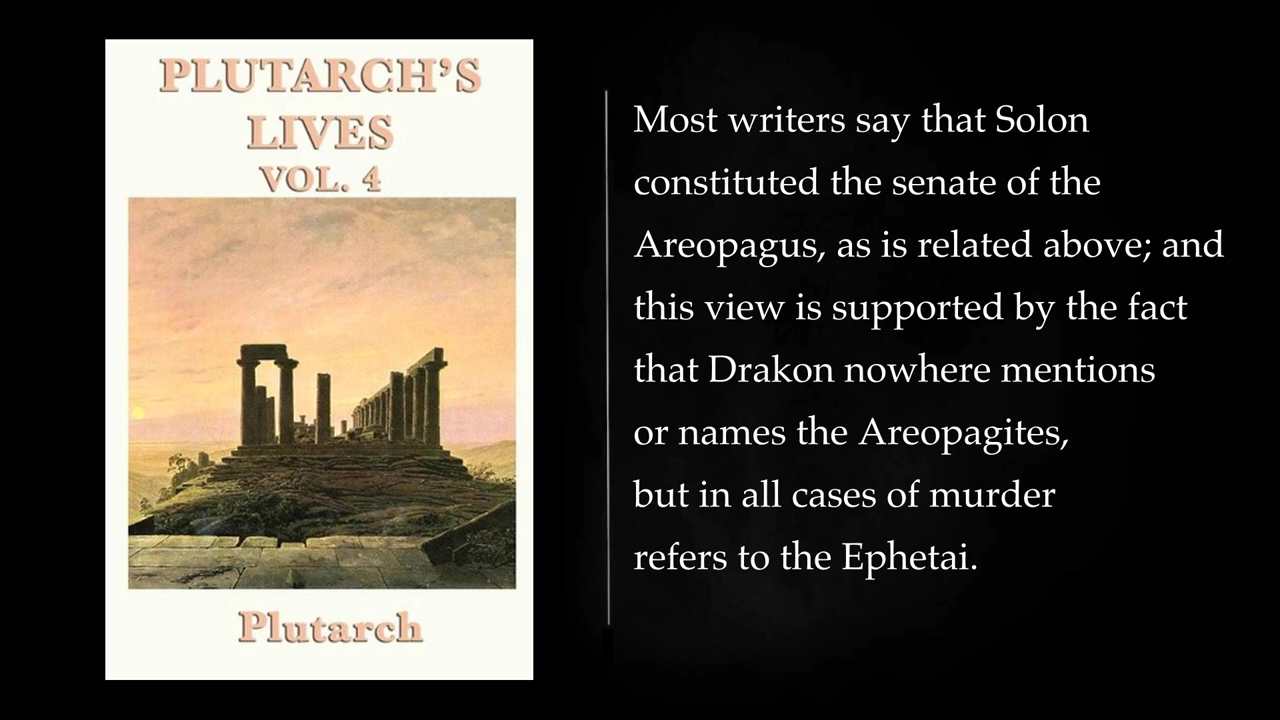 PLUTARCH'S
LIVES
VOL. 4
Plutarch
Most writers say that Solon
constituted the senate of the
Areopagus, as is related above; and
this view is supported by the fact
that Drakon nowhere mentions
or names the Areopagites,
but in all cases of murder
refers to the Ephetai.